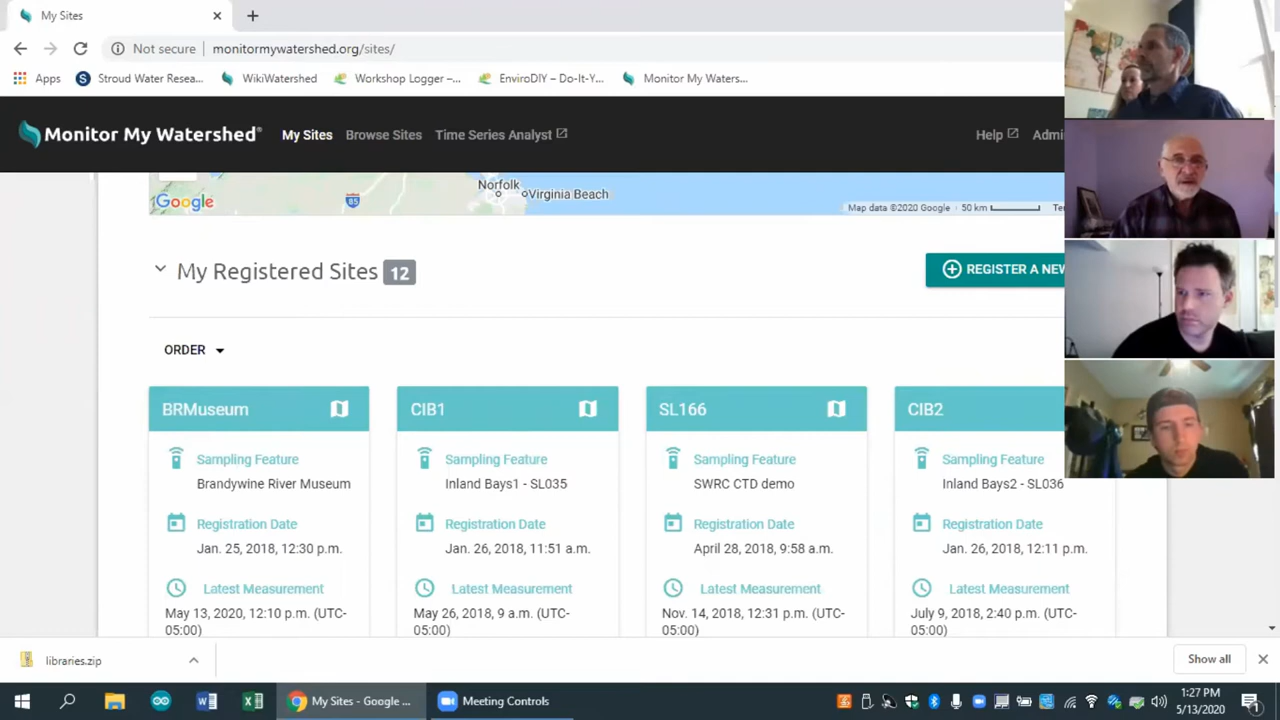 My Sites
Not secure
monitormywatershed.org/sites/
Apps
Stroud Water Resea...
WikiWatershed
Workshop Logger –...
EnviroDIY – Do-It-Y...
Monitor My Waters...
Monitor My Watershed®
My Sites
Browse Sites
Time Series Analyst
Help
Norfolk
Virginia Beach
85
Google
Map data ©2020 Google
50 km
My Registered Sites 12
REGISTER A NEW
ORDER
BRMuseum
CIB1
SL166
CIB2
Sampling Feature
Sampling Feature
Sampling Feature
Sampling Feature
Brandywine River Museum
Inland Bays1 - SL035
SWRC CTD demo
Inland Bays2 - SL036
Registration Date
Registration Date
Registration Date
Registration Date
Jan. 25, 2018, 12:30 p.m.
Jan. 26, 2018, 11:51 a.m.
April 28, 2018, 9:58 a.m.
Jan. 26, 2018, 12:11 p.m.
Latest Measurement
Latest Measurement
Latest Measurement
Latest Measurement
May 13, 2020, 12:10 p.m. (UTC-
05:00)
May 26, 2018, 9 a.m. (UTC-
05:00)
Nov. 14, 2018, 12:31 p.m. (UTC-
05:00)
July 9, 2018, 2:40 p.m. (UTC-
05:00)
libraries.zip
Show all
My Sites - Google ...
Meeting Controls
1:27 PM
5/13/2020